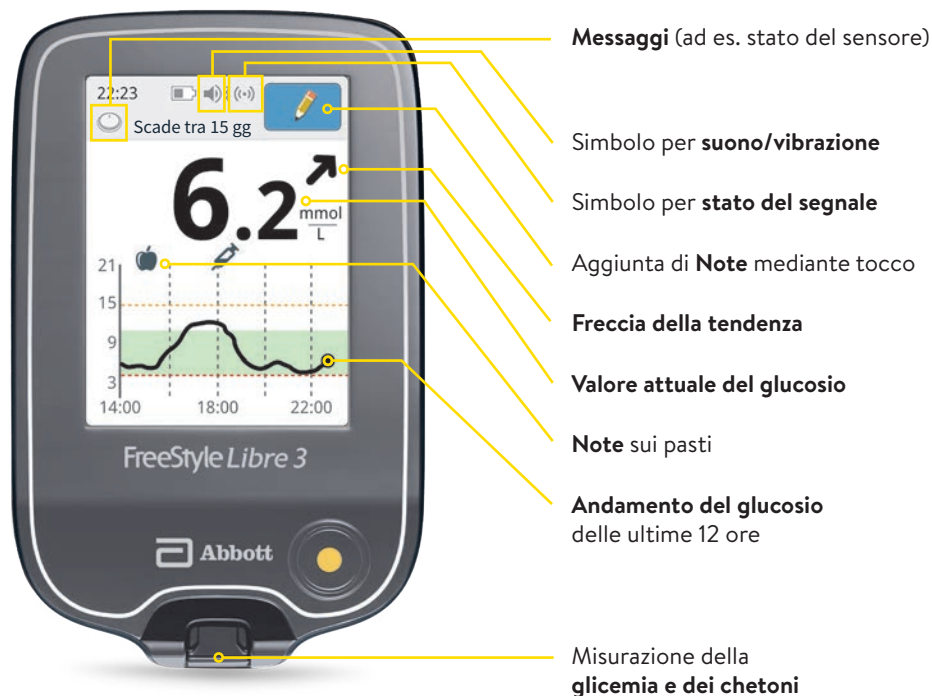 Messaggi (ad es. stato del sensore)
22:23
Scade tra 15 gg
Simbolo per suono/vibrazione
6.2
mmol
L
Simbolo per stato del segnale
Aggiunta di Note mediante tocco
21
15
9
3
14:00 18:00 22:00
Freccia della tendenza
Valore attuale del glucosio
FreeStyle Libre 3
Note sui pasti
Andamento del glucosio
delle ultime 12 ore
Abbott
Misurazione della
glicemia e dei chetoni